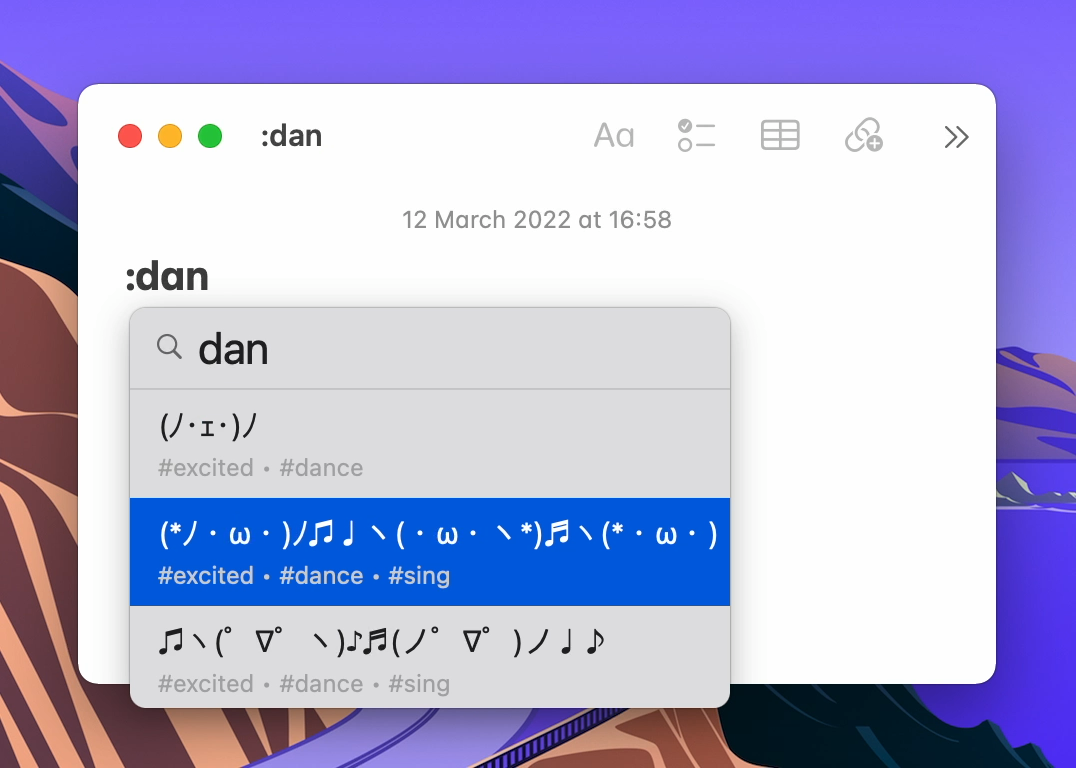 :dan
Aa
12 March 2022 at 16:58
:dan
dan
(ﾉ･ｪ･)ﾉ
#excited • #dance
(*ﾉ・ω・)ﾉ♫♩ヽ(・ω・ヽ*)♬ヽ(*・ω・)
#excited • #dance • #sing
♫ヽ(゜∇゜ヽ)♪♬(ノ゜∇゜)ノ♩♪
#excited • #dance • #sing